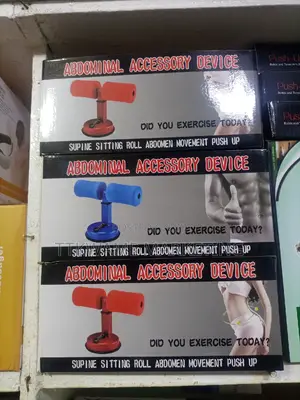 ABDOMINAL ACCESSORY DEVICE
DID YOU EXERCISE TODAY?
SUPINE SITTING ROLL ABDOMEN MOVEMENT PUSH UP
ABDOMINAL ACCESSORY DEVICE
DID YOU EXERCISE TODAY?
SUPINE SITTING ROLL ABDOMEN MOVEMENT PUSH UP
ABDOMINAL ACCESSORY DEVICE
DID YOU EXERCISE TODAY?
SUPINE SITTING ROLL ABDOMEN MOVEMENT PUSH UP
Push